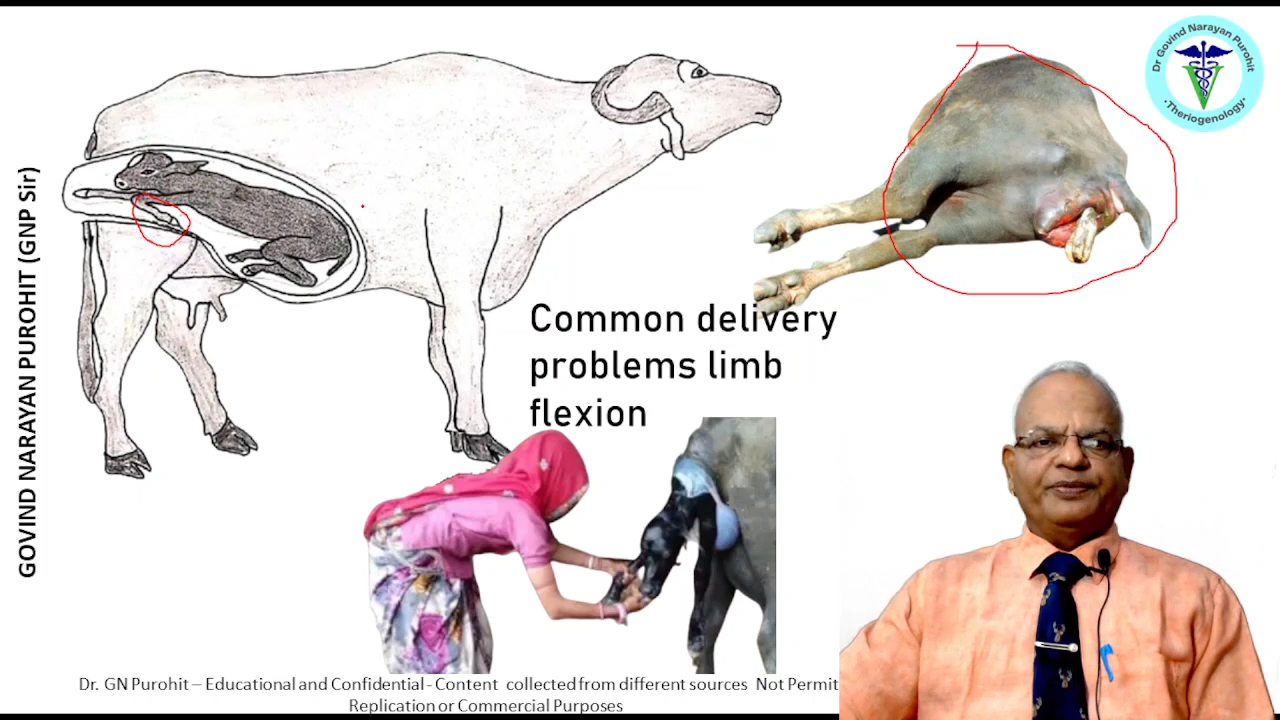 GOVIND NARAYAN PUROHIT (GNP Sir)
Dr Govind Narayan Purohit
V
•Theriogenology•
Common delivery
problems limb
flexion
Dr. GN Purohit – Educational and Confidential - Content collected from different sources Not Permit
Replication or Commercial Purposes